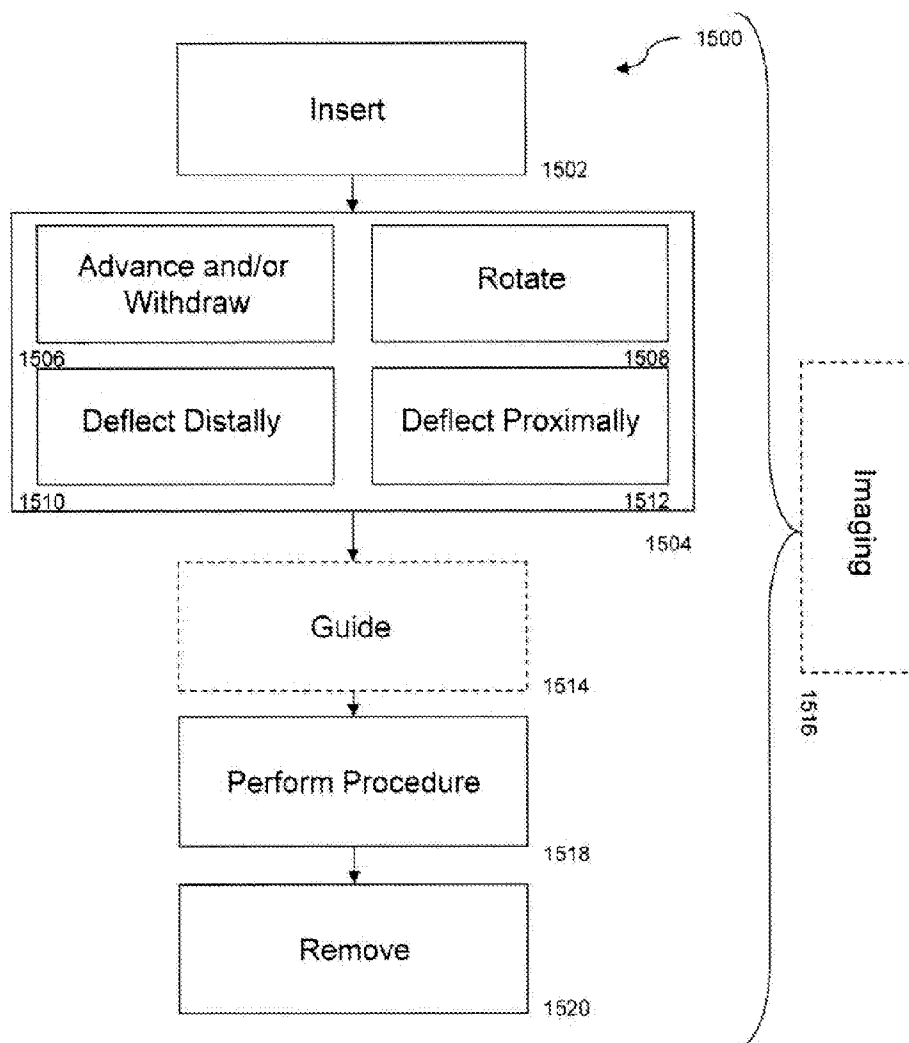 1500
Insert
1502
Advance and/or
Withdraw
1506
Rotate
1508
Deflect Distally
1510
Deflect Proximally
1512
1504
Guide
1514
Perform Procedure
1518
Remove
1520
Imaging
1516